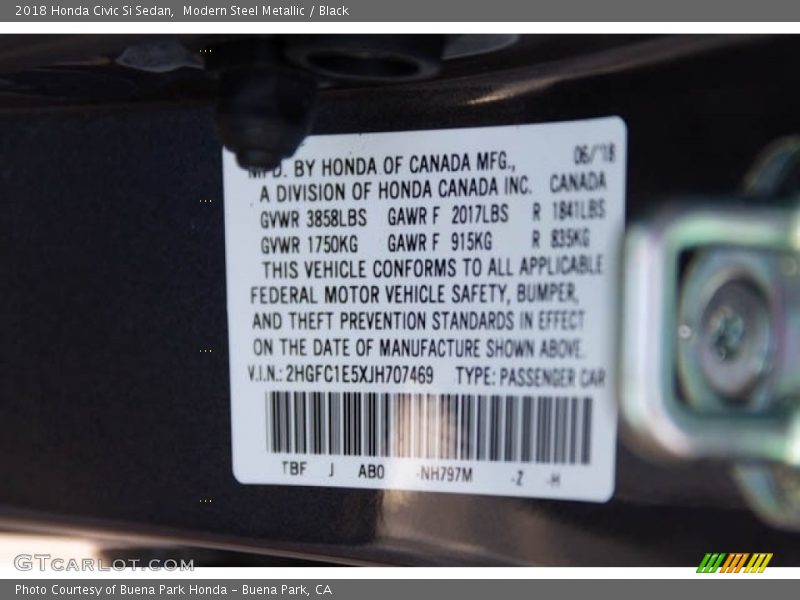 2018 Honda Civic Si Sedan, Modern Steel Metallic / Black
MFD. BY HONDA OF CANADA MFG., 06/18
A DIVISION OF HONDA CANADA INC. CANADA
GVWR 3858LBS GAWR F 2017LBS R 1841LBS
GVWR 1750KG GAWR F 915KG R 835KG
THIS VEHICLE CONFORMS TO ALL APPLICABLE
FEDERAL MOTOR VEHICLE SAFETY, BUMPER,
AND THEFT PREVENTION STANDARDS IN EFFECT
ON THE DATE OF MANUFACTURE SHOWN ABOVE.
V.I.N.: 2HGFC1E5XJH707469 TYPE: PASSENGER CAR
TBF J AB0 -NH797M -Z -H
GTCARLOT.COM
Photo Courtesy of Buena Park Honda - Buena Park, CA